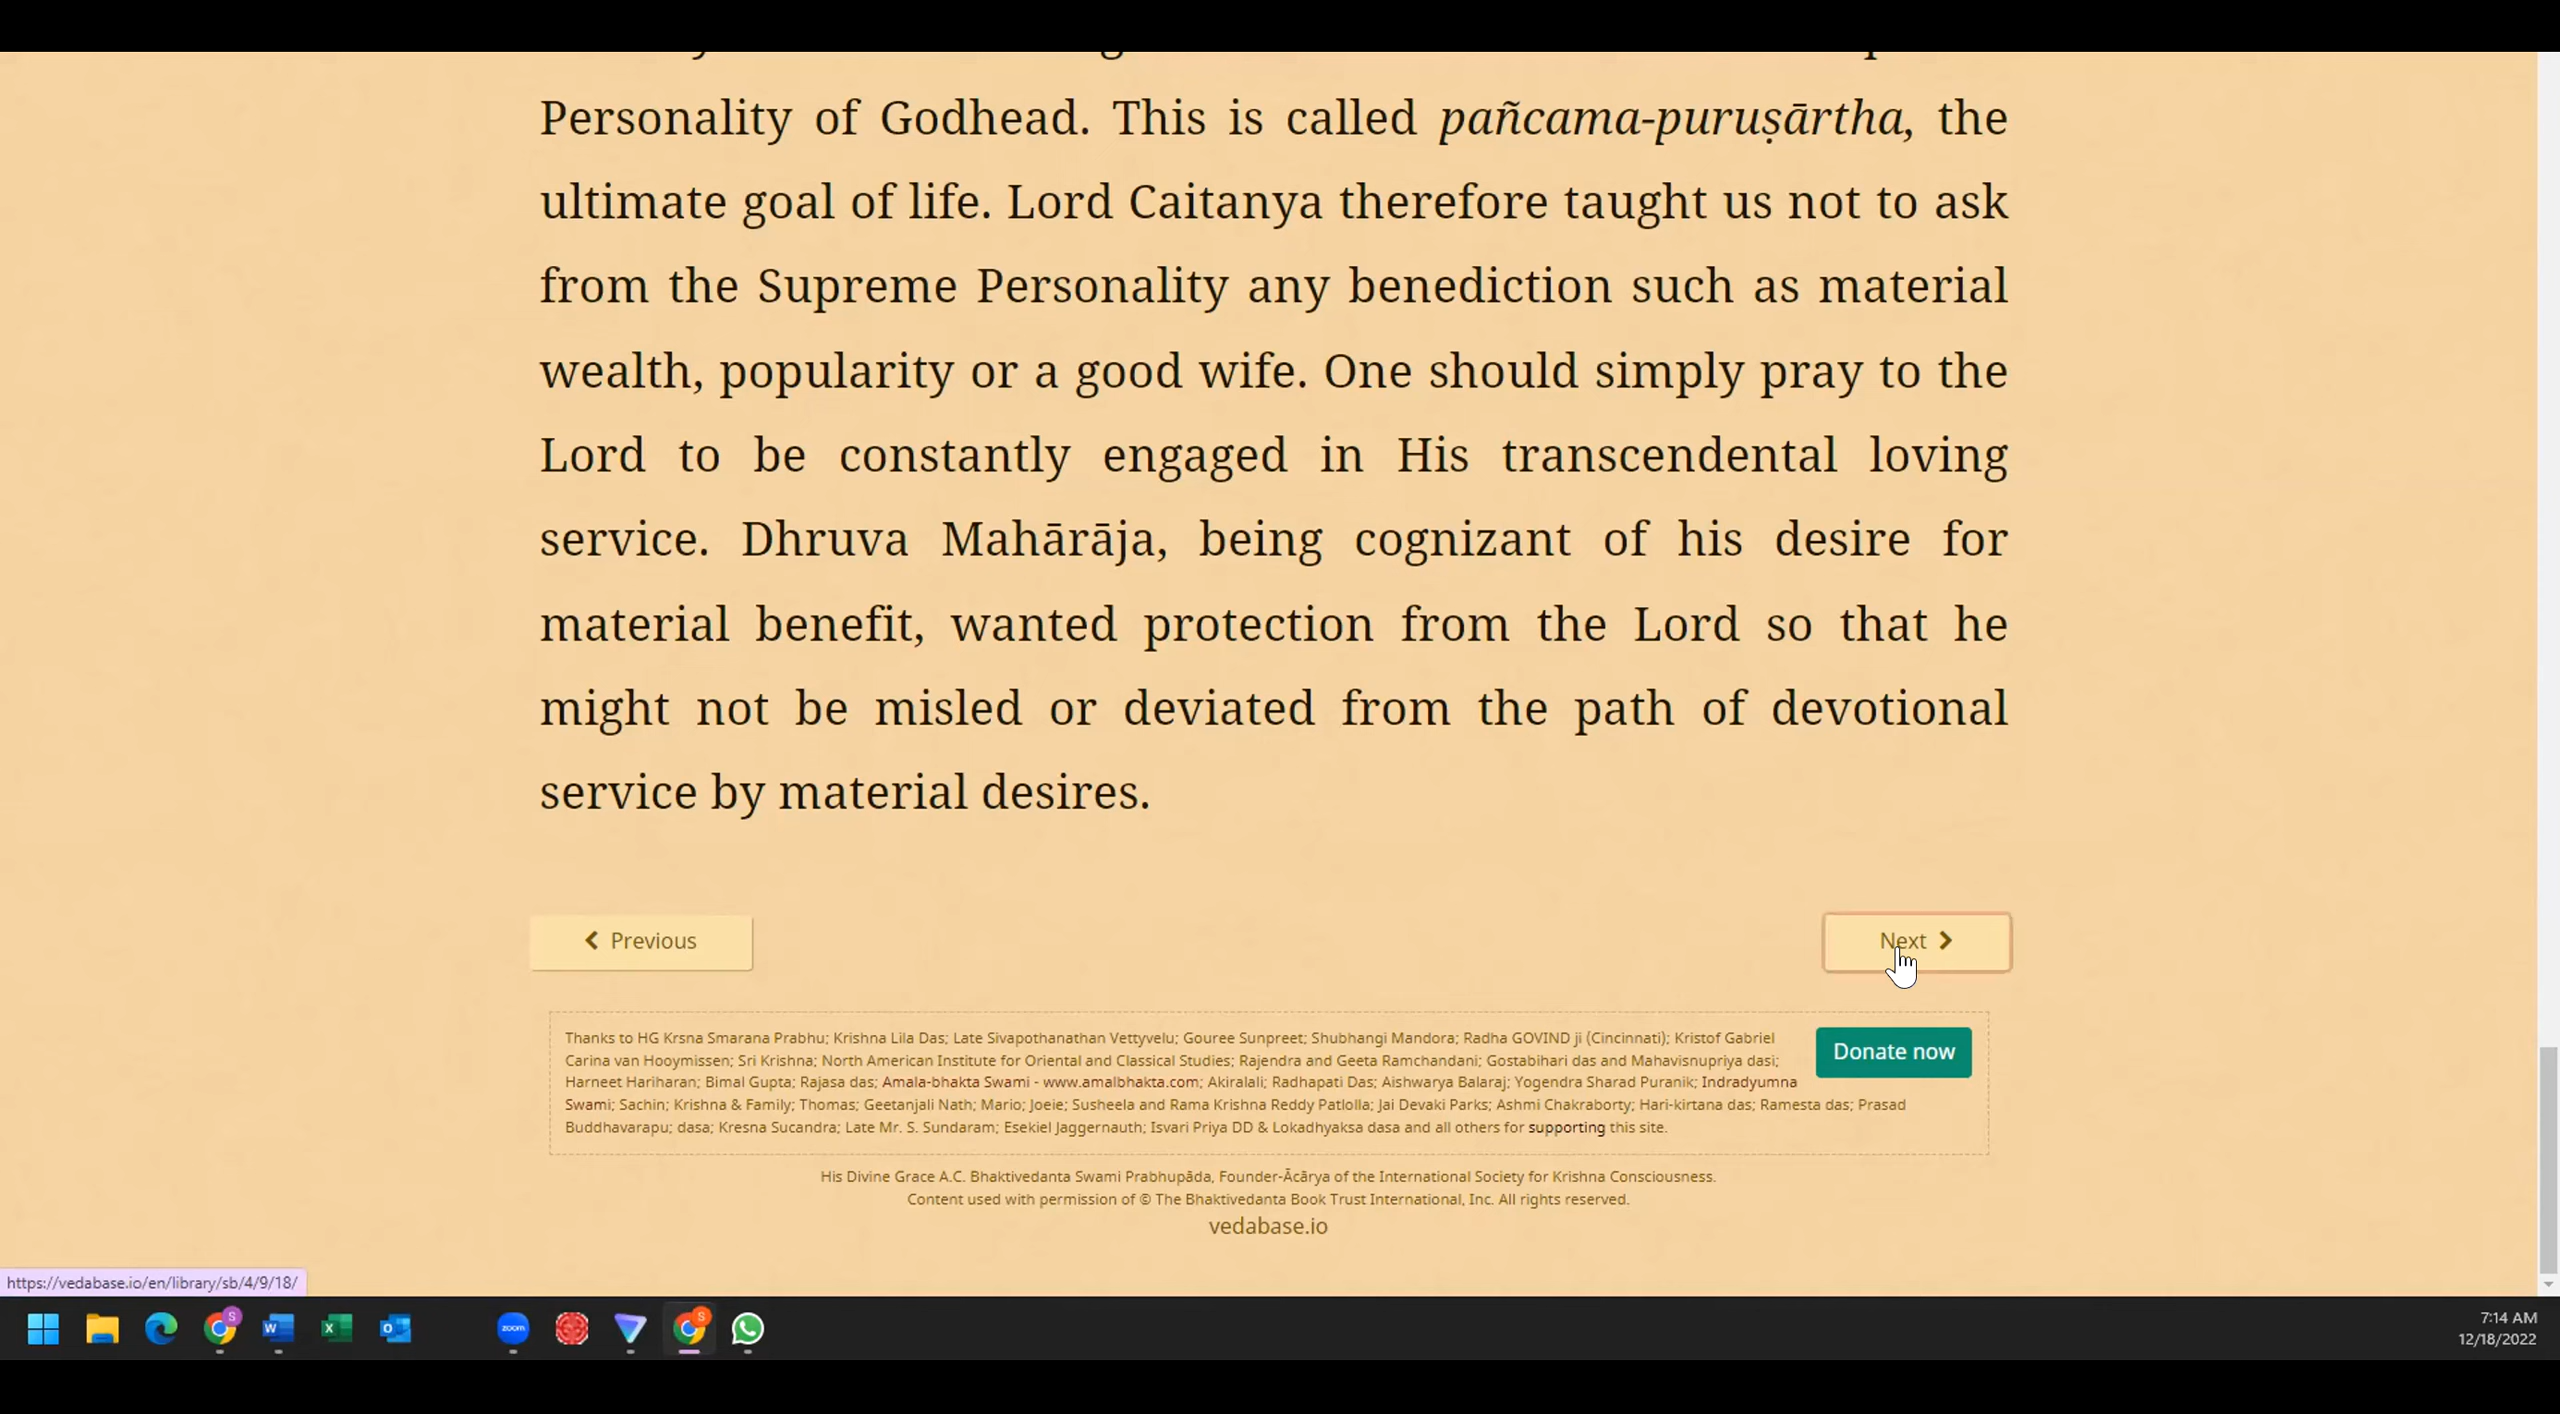 Personality of Godhead. This is called pañcama-puruṣārtha, the
ultimate goal of life. Lord Caitanya therefore taught us not to ask
from the Supreme Personality any benediction such as material
wealth, popularity or a good wife. One should simply pray to the
Lord to be constantly engaged in His transcendental loving
service. Dhruva Mahārāja, being cognizant of his desire for
material benefit, wanted protection from the Lord so that he
might not be misled or deviated from the path of devotional
service by material desires.
Previous
Next
Thanks to HG Krsna Smarana Prabhu; Krishna Lila Das; Late Sivapothanathan Vettyvelu; Gouree Sunpreet; Shubhangi Mandora; Radha GOVIND ji (Cincinnati); Kristof Gabriel
Carina van Hooymissen; Sri Krishna; North American Institute for Oriental and Classical Studies; Rajendra and Geeta Ramchandani; Gostabihari das and Mahavisnupriya dasi;
Harneet Hariharan; Bimal Gupta; Rajasa das; Amala-bhakta Swami - www.amalbhakta.com; Akiralali; Radhapati Das; Aishwarya Balaraj; Yogendra Sharad Puranik; Indradyumna
Swami; Sachin; Krishna & Family; Thomas; Geetanjali Nath; Mario; Joeie; Susheela and Rama Krishna Reddy Patlolla; Jai Devaki Parks; Ashmi Chakraborty; Hari-kirtana das; Ramesta das; Prasad
Buddhavarapu; dasa; Kresna Sucandra; Late Mr. S. Sundaram; Esekiel Jaggernauth; Isvari Priya DD & Lokadhyaksa dasa and all others for supporting this site.
Donate now
His Divine Grace A.C. Bhaktivedanta Swami Prabhupāda, Founder-Ācārya of the International Society for Krishna Consciousness.
Content used with permission of © The Bhaktivedanta Book Trust International, Inc. All rights reserved.
vedabase.io
https://vedabase.io/en/library/sb/4/9/18/
zoom
7:14 AM
12/18/2022